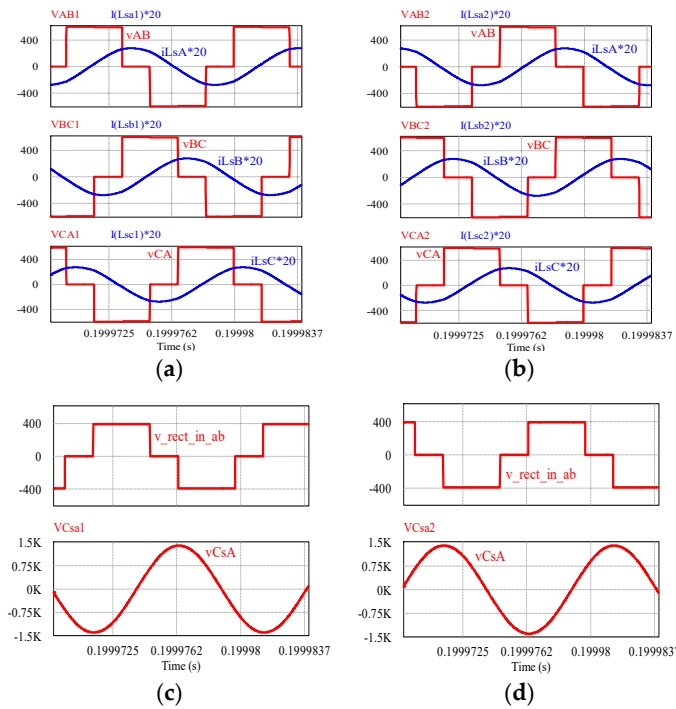 VAB1 I(Lsa1)*20
400
0
-400
vAB
iLsA*20
VBC1 I(Lsb1)*20
400
0
-400
vBC
iLsB*20
VCA1 I(Lsc1)*20
400
0
-400
vCA
iLsC*20
0.1999725 0.1999762 0.19998 0.1999837
Time (s)
(a)
VAB2 I(Lsa2)*20
400
0
-400
vAB
iLsA*20
VBC2 I(Lsb2)*20
400
0
-400
vBC
iLsB*20
VCA2 I(Lsc2)*20
400
0
-400
vCA
iLsC*20
0.1999725 0.1999762 0.19998 0.1999837
Time (s)
(b)
400
0
-400
v_rect_in_ab
VCsa1
1.5K
0.75K
0K
-0.75K
-1.5K
vCsA
0.1999725 0.1999762 0.19998 0.1999837
Time (s)
(c)
400
0
-400
v_rect_in_ab
VCsa2
1.5K
0.75K
0K
-0.75K
-1.5K
vCsA
0.1999725 0.1999762 0.19998 0.1999837
Time (s)
(d)